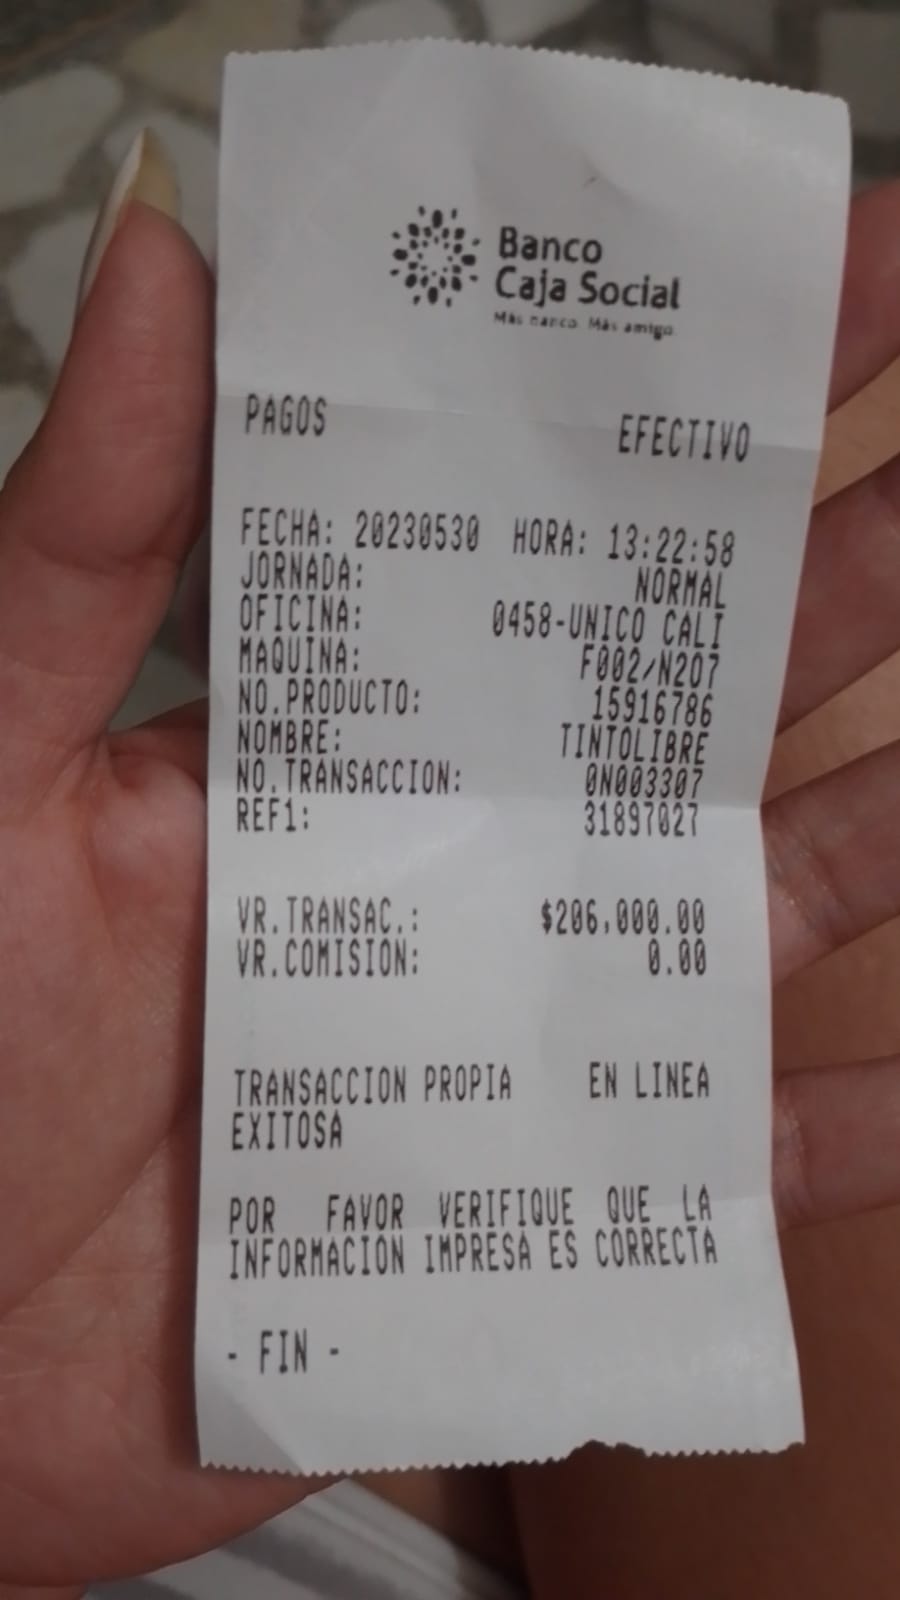 Banco
Caja Social
Más banco. Más amigo.
PAGOS EFECTIVO
FECHA: 20230530 HORA: 13:22:58
JORNADA: NORMAL
OFICINA: 0458-UNICO CALI
MAQUINA: F002/N207
NO.PRODUCTO: 15916786
NOMBRE: TINTOLIBRE
NO.TRANSACCION: 0N003307
REF1: 31897027
VR.TRANSAC.: $206,000.00
VR.COMISION: 0.00
TRANSACCION PROPIA EN LINEA
EXITOSA
POR FAVOR VERIFIQUE QUE LA
INFORMACION IMPRESA ES CORRECTA
- FIN -